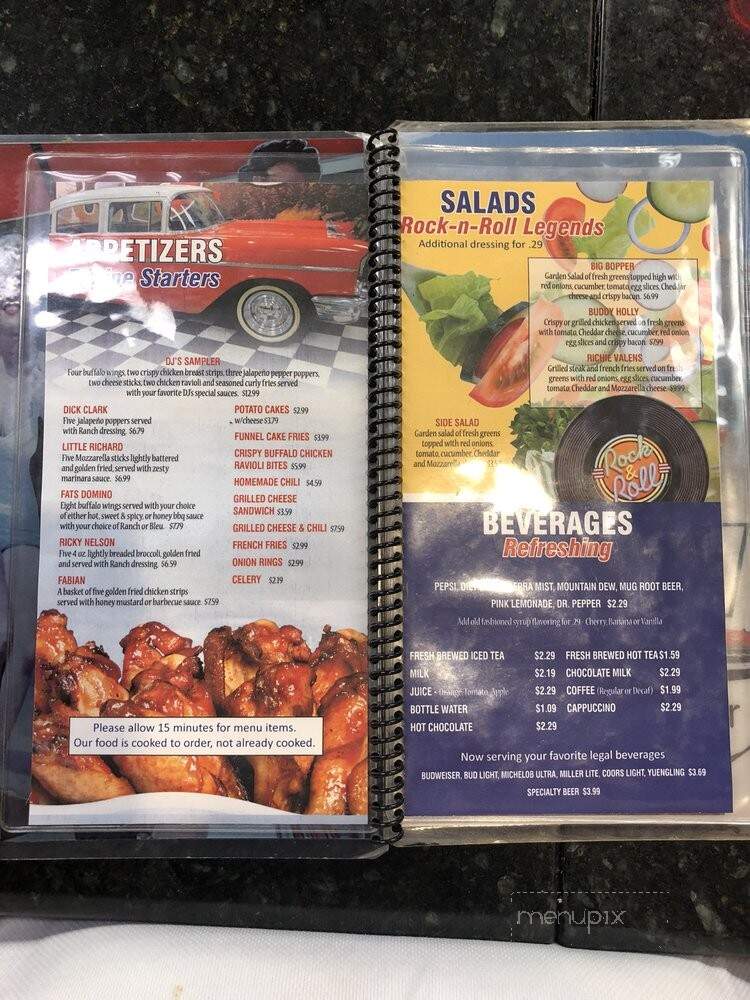 APPETIZERS
Engine Starters
DJ'S SAMPLER
Four buffalo wings, two crispy chicken breast strips, three jalapeño pepper poppers,
two cheese sticks, two chicken ravioli and seasoned curly fries served
with your favorite DJ's special sauces. $12.99
DICK CLARK
Five jalapeño poppers served
with Ranch dressing. $6.79
LITTLE RICHARD
Five Mozzarella sticks lightly battered
and golden fried, served with zesty
marinara sauce. $6.99
FATS DOMINO
Eight buffalo wings served with your choice
of either hot, sweet & spicy, or honey bbq sauce
with your choice of Ranch or Bleu. $7.79
RICKY NELSON
Five 4 oz. lightly breaded broccoli, golden fried
and served with Ranch dressing. $6.59
FABIAN
A basket of five golden fried chicken strips
served with honey mustard or barbecue sauce. $7.59
POTATO CAKES $2.99
w/cheese $3.79
FUNNEL CAKE FRIES $3.99
CRISPY BUFFALO CHICKEN
RAVIOLI BITES $5.99
HOMEMADE CHILI $4.59
GRILLED CHEESE
SANDWICH $3.59
GRILLED CHEESE & CHILI $7.59
FRENCH FRIES $2.99
ONION RINGS $2.99
CELERY $2.19
Please allow 15 minutes for menu items.
Our food is cooked to order, not already cooked.
SALADS
Rock-n-Roll Legends
Additional dressing for .29
BIG BOPPER
Garden Salad of fresh greens topped high with
red onions, cucumber, tomato, egg slices, Cheddar
cheese and crispy bacon. $6.99
BUDDY HOLLY
Crispy or grilled chicken served on fresh greens
with tomato, Cheddar cheese, cucumber, red onion,
egg slices and crispy bacon. $7.99
RICHIE VALENS
Grilled steak and french fries served on fresh
greens with red onions, egg slices, cucumber,
tomato, Cheddar and Mozzarella cheese. $9.99
SIDE SALAD
Garden salad of fresh greens
topped with red onions,
tomato, cucumber, Cheddar
and Mozzarella
Rock
&
Roll
BEVERAGES
Refreshing
PEPSI, DIET SIERRA MIST, MOUNTAIN DEW, MUG ROOT BEER,
PINK LEMONADE, DR. PEPPER $2.29
Add old fashioned syrup flavoring for .29 - Cherry, Banana or Vanilla
FRESH BREWED ICED TEA $2.29
MILK $2.19
JUICE - Orange, Tomato, Apple $2.29
BOTTLE WATER $1.09
HOT CHOCOLATE $2.29
FRESH BREWED HOT TEA $1.59
CHOCOLATE MILK $2.29
COFFEE (Regular or Decaf) $1.99
CAPPUCCINO $2.29
Now serving your favorite legal beverages
BUDWEISER, BUD LIGHT, MICHELOB ULTRA, MILLER LITE, COORS LIGHT, YUENGLING $3.69
SPECIALTY BEER $3.99
menupix